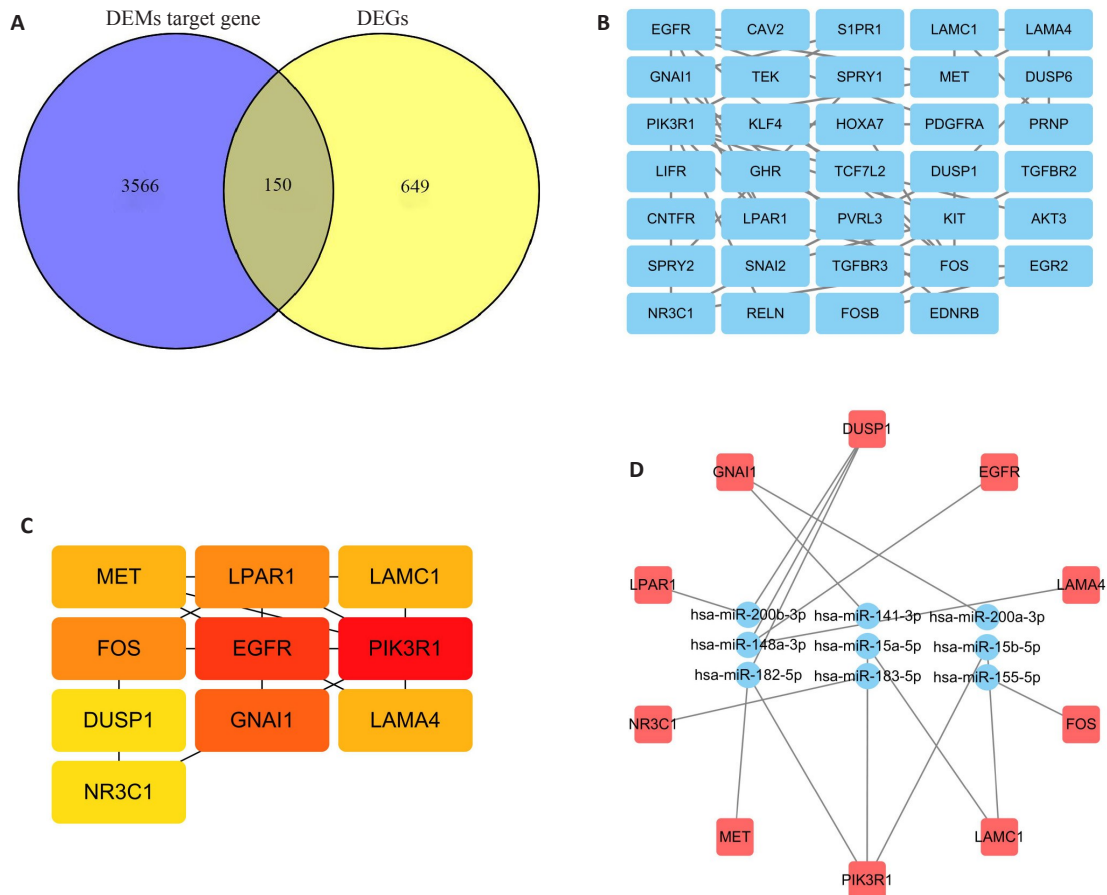 A
DEMs target gene
DEGs
3566
150
649
B
EGFR CAV2 S1PR1 LAMC1 LAMA4
GNAI1 TEK SPRY1 MET DUSP6
PIK3R1 KLF4 HOXA7 PDGFRA PRNP
LIFR GHR TCF7L2 DUSP1 TGFBR2
CNTFR LPAR1 PVRL3 KIT AKT3
SPRY2 SNAI2 TGFBR3 FOS EGR2
NR3C1 RELN FOSB EDNRB
C
MET LPAR1 LAMC1
FOS EGFR PIK3R1
DUSP1 GNAI1 LAMA4
NR3C1
D
DUSP1
GNAI1 EGFR
LPAR1 LAMA4
hsa-miR-200b-3p hsa-miR-141-3p hsa-miR-200a-3p
hsa-miR-148a-3p hsa-miR-15a-5p hsa-miR-15b-5p
hsa-miR-182-5p hsa-miR-183-5p hsa-miR-155-5p
NR3C1 FOS
MET LAMC1
PIK3R1